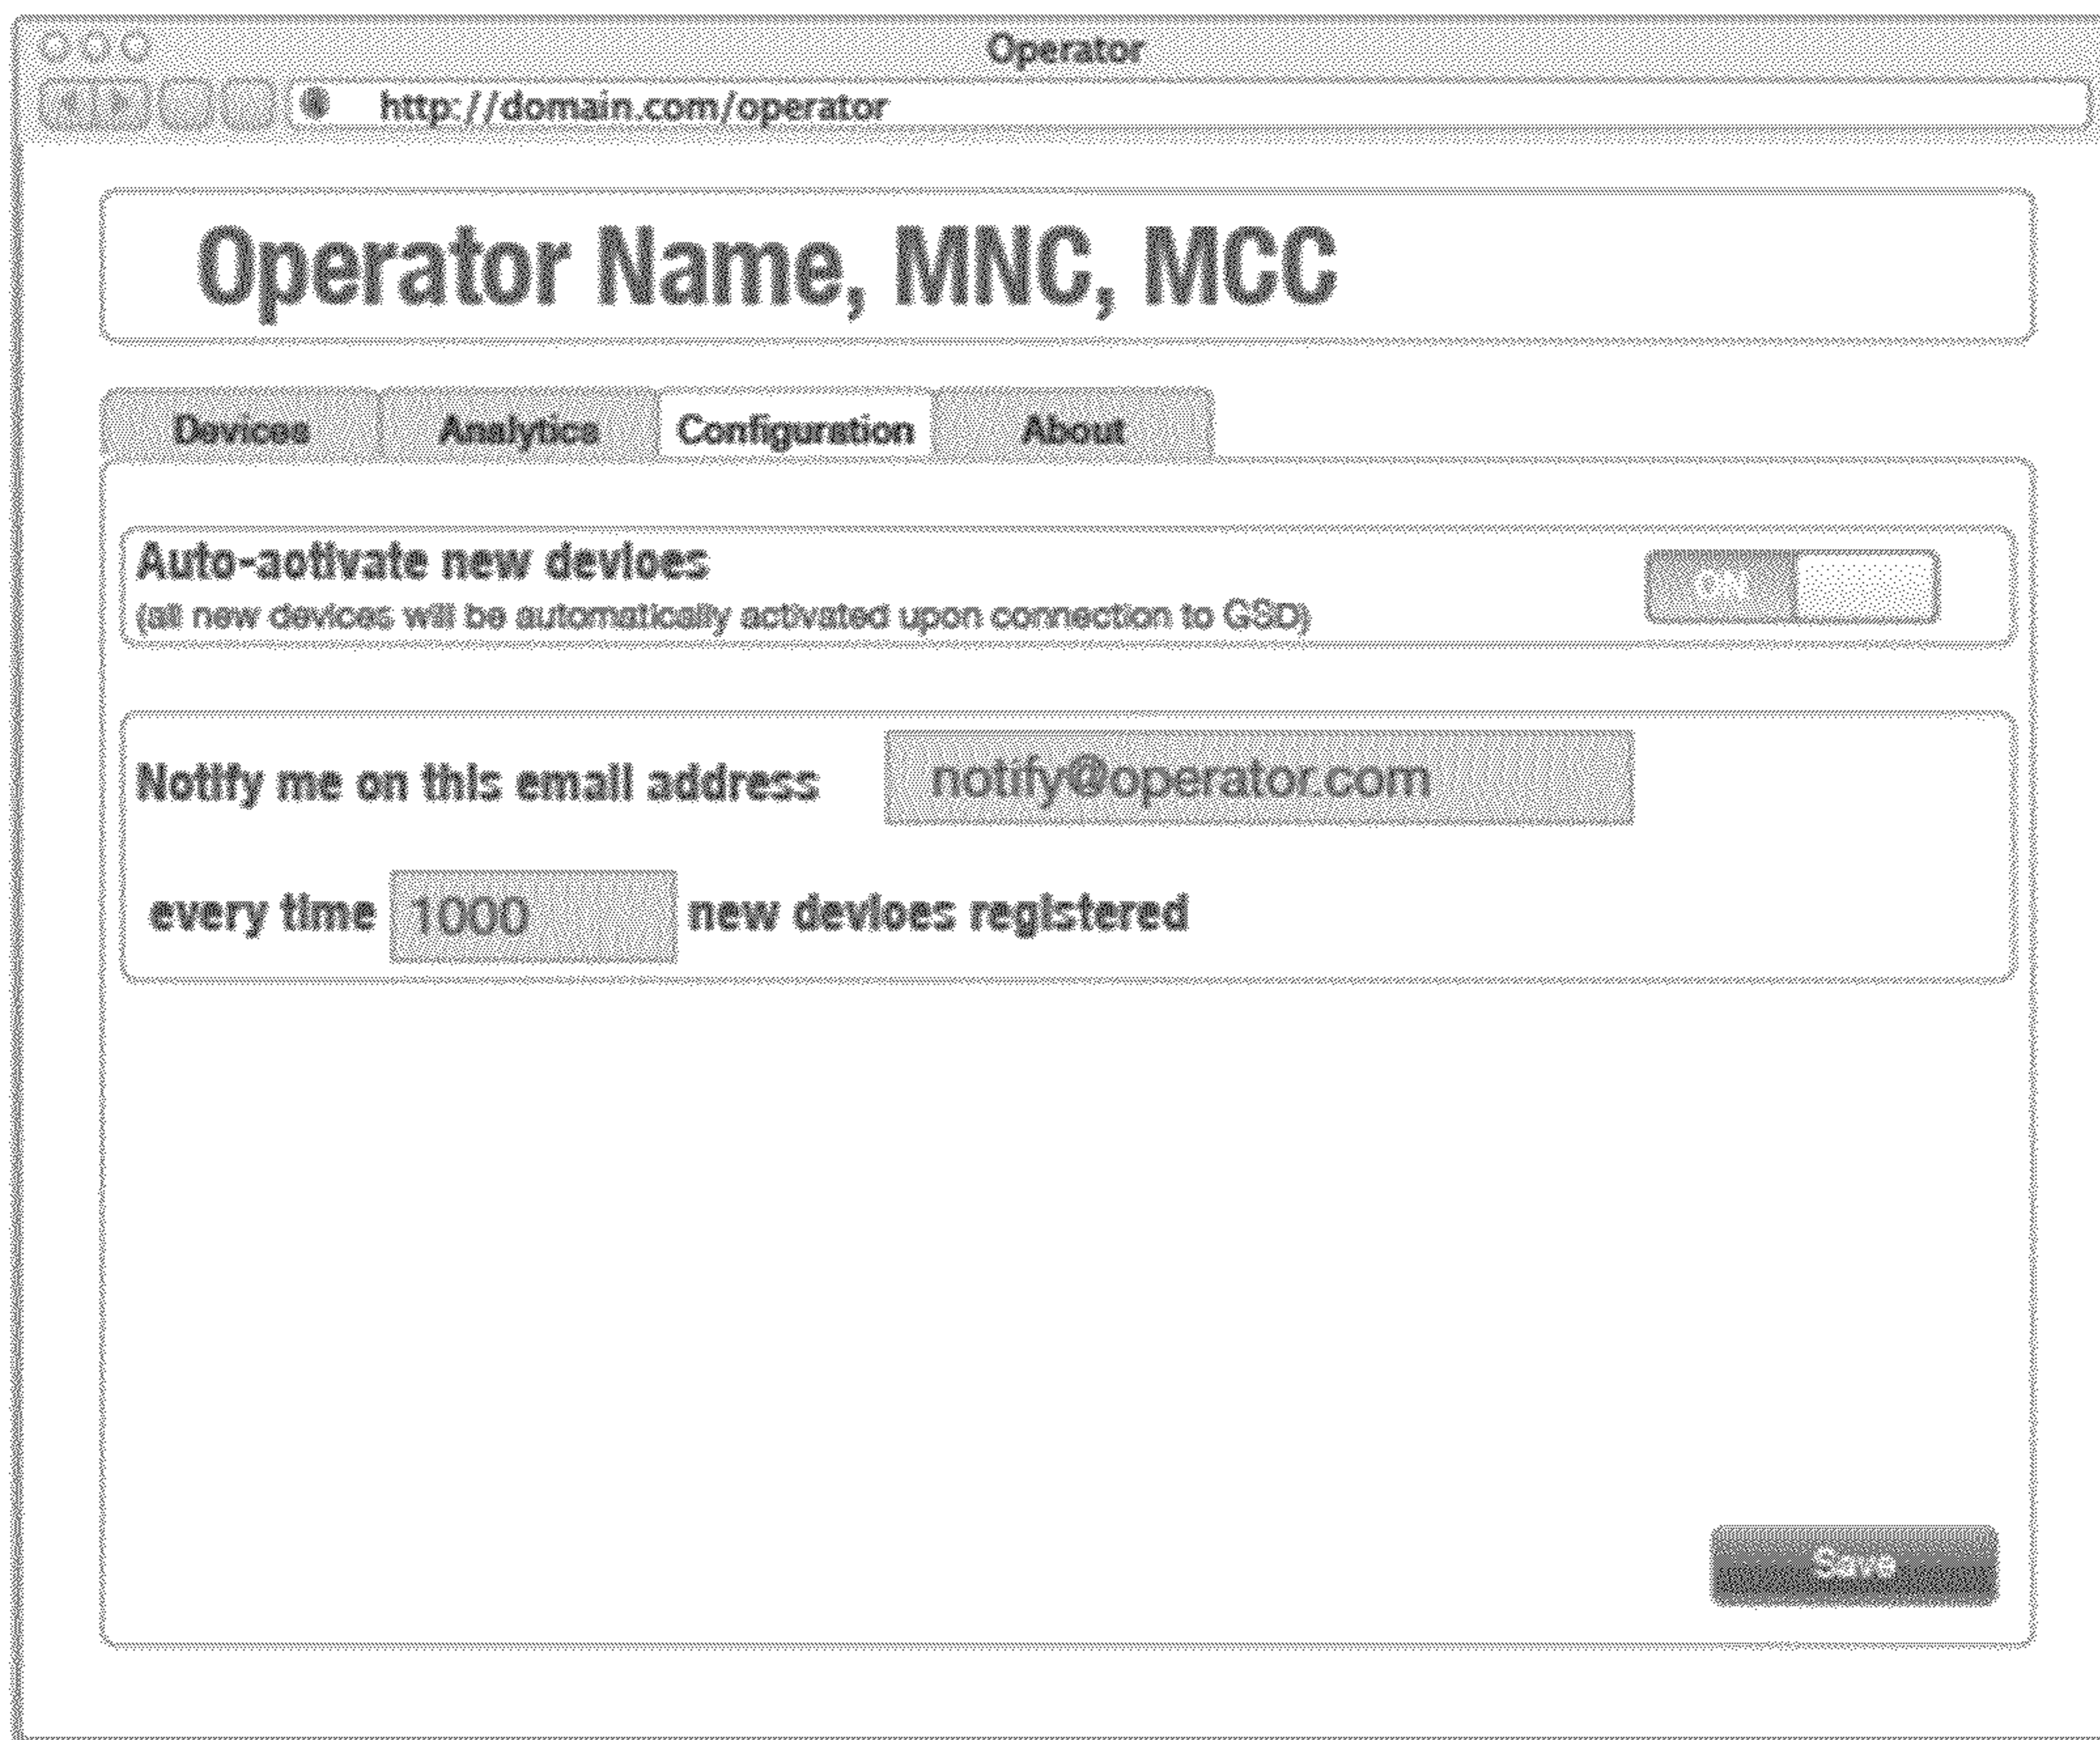 Operator
http://domain.com/operator
Operator Name, MNC, MCC
Devices Analytics Configuration About
Auto-activate new devices
ON
(all new devices will be automatically activated upon connection to GSD)
Notify me on this email address notify@operator.com
every time 1000 new devices registered
Save